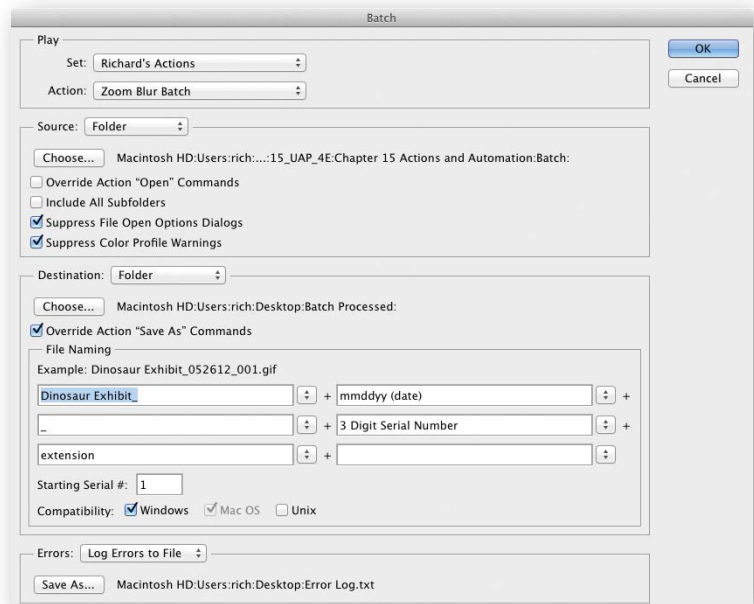 Batch
Play
Set: Richard's Actions
Action: Zoom Blur Batch
OK
Cancel
Source: Folder
Choose... Macintosh HD:Users:rich:...:15_UAP_4E:Chapter 15 Actions and Automation:Batch:
Override Action “Open” Commands
Include All Subfolders
Suppress File Open Options Dialogs
Suppress Color Profile Warnings
Destination: Folder
Choose... Macintosh HD:Users:rich:Desktop:Batch Processed:
Override Action “Save As” Commands
File Naming
Example: Dinosaur Exhibit_052612_001.gif
Dinosaur Exhibit_ + mmddyy (date) +
_ + 3 Digit Serial Number +
extension +
Starting Serial #: 1
Compatibility: Windows Mac OS Unix
Errors: Log Errors to File
Save As... Macintosh HD:Users:rich:Desktop:Error Log.txt